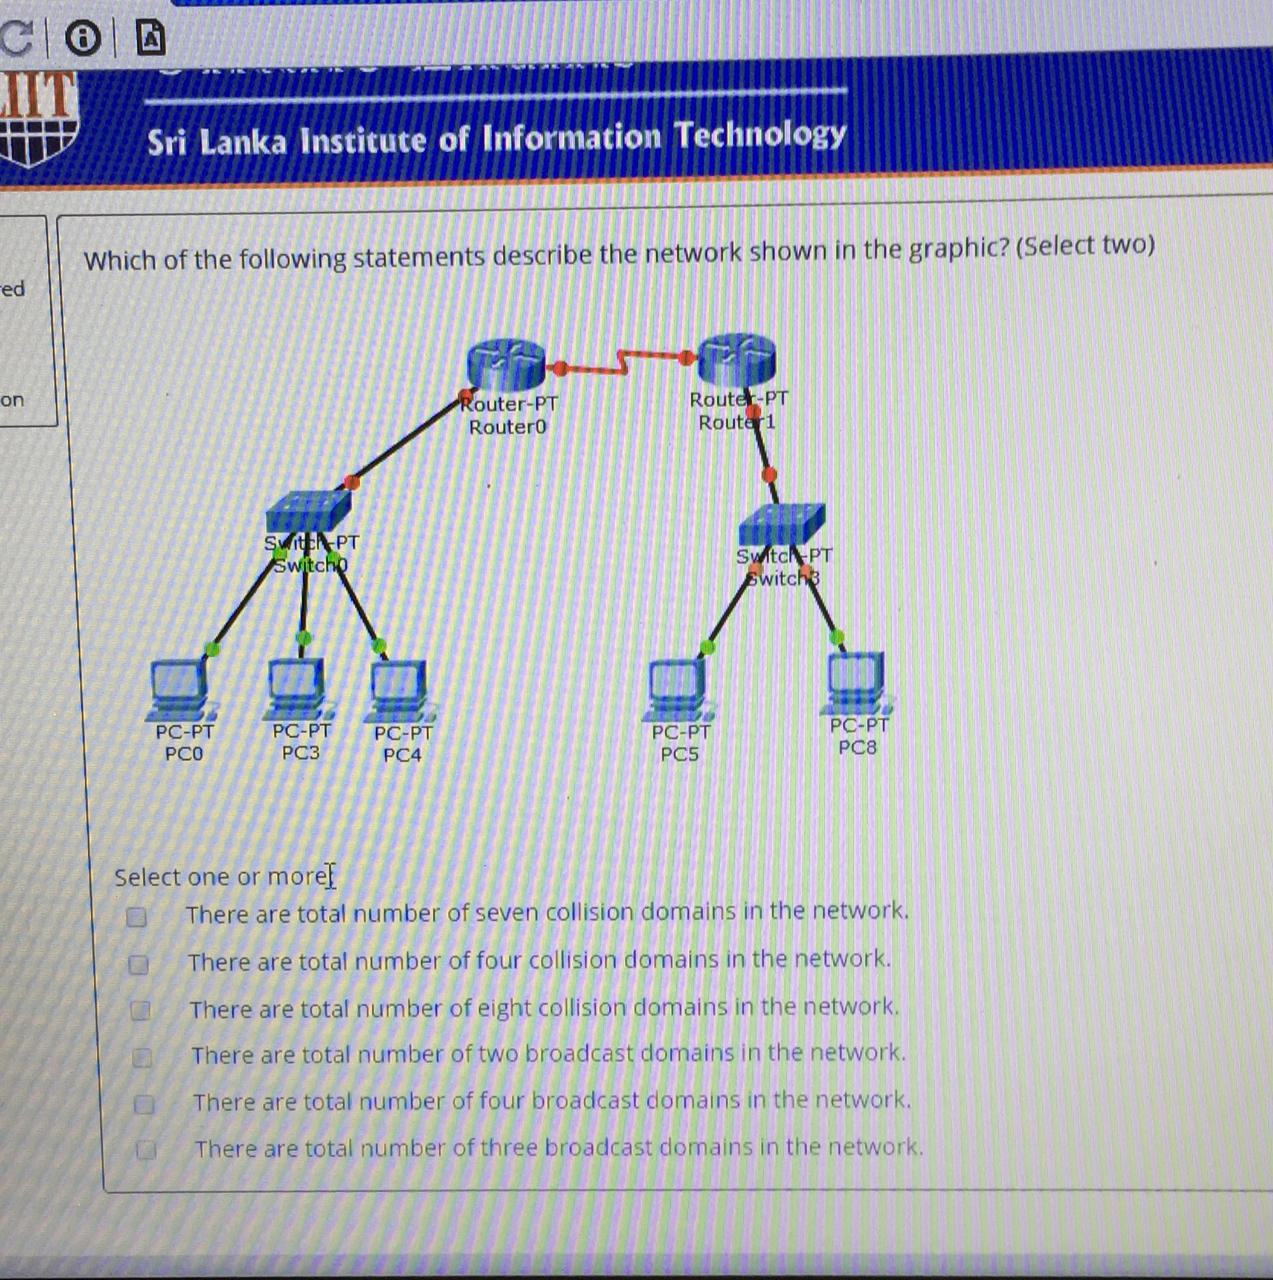 Sri Lanka Institute of Information Technology
Which of the following statements describe the network shown in the graphic? (Select two)
ed
on
Router-PT
Router0
Router-PT
Router1
Switch-PT
Switch0
Switch-PT
Switch3
PC-PT
PC0
PC-PT
PC3
PC-PT
PC4
PC-PT
PC5
PC-PT
PC8
Select one or more:
There are total number of seven collision domains in the network.
There are total number of four collision domains in the network.
There are total number of eight collision domains in the network.
There are total number of two broadcast domains in the network.
There are total number of four broadcast domains in the network.
There are total number of three broadcast domains in the network.